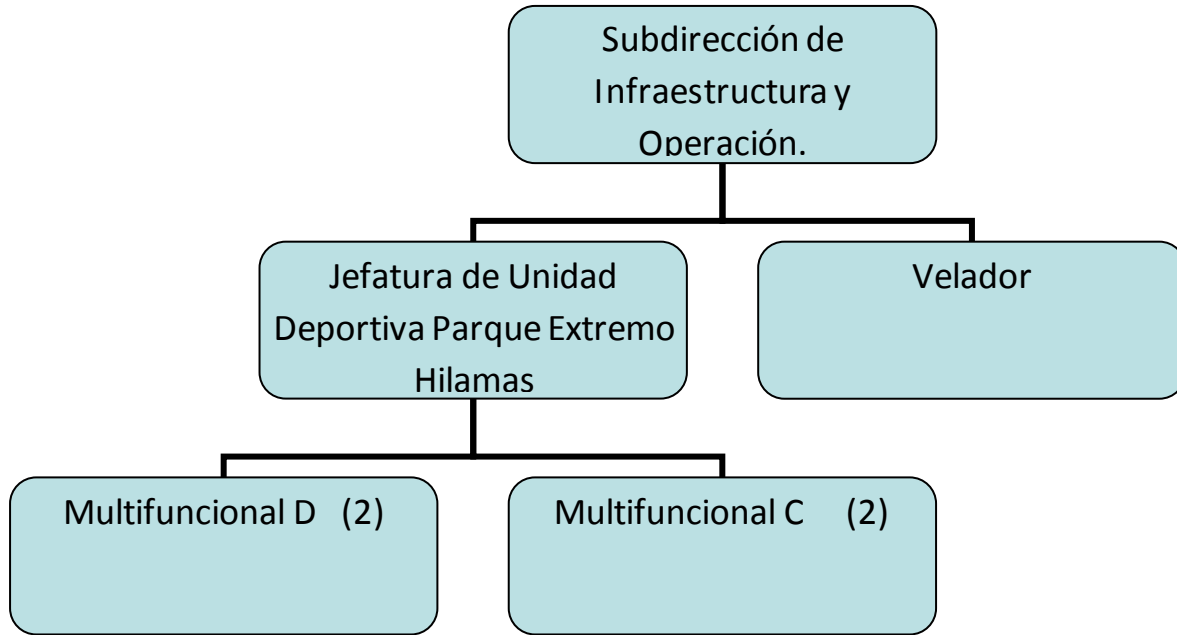 Subdirección de
Infraestructura y
Operación.
Jefatura de Unidad
Deportiva Parque Extremo
Hilamas
Velador
Multifuncional D (2)
Multifuncional C (2)